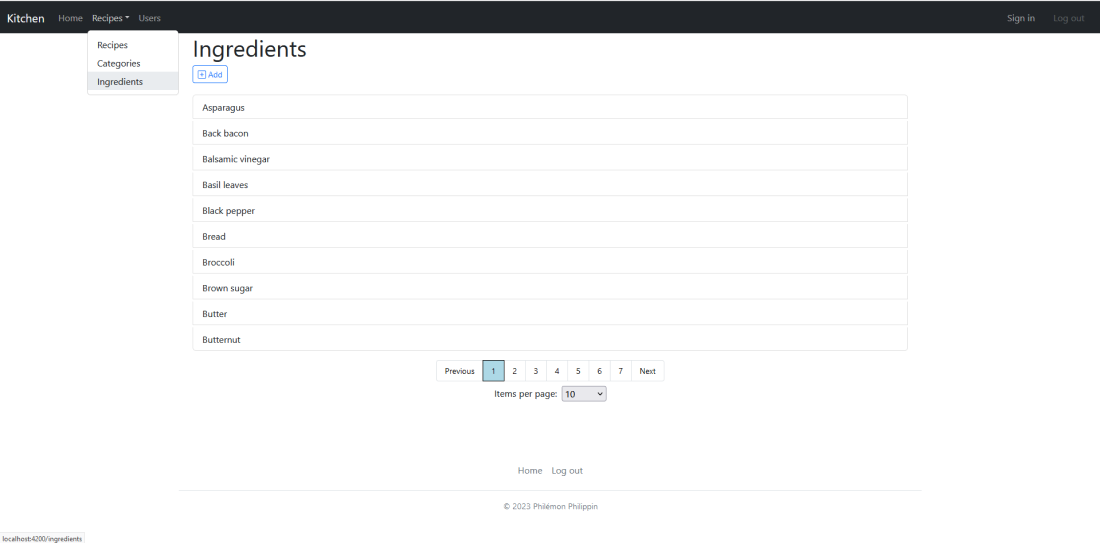 Kitchen Home Recipes Users Sign in Log out
Recipes
Categories
Ingredients
Ingredients
Add
Asparagus
Back bacon
Balsamic vinegar
Basil leaves
Black pepper
Bread
Broccoli
Brown sugar
Butter
Butternut
Previous 1 2 3 4 5 6 7 Next
Items per page: 10
Home Log out
© 2023 Philémon Philippin
localhost:4200/ingredients